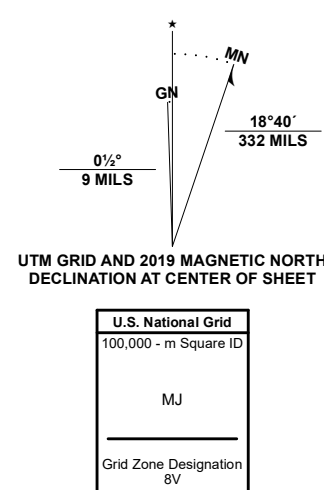 ★
MN
GN
18°40´
332 MILS
0½°
9 MILS
UTM GRID AND 2019 MAGNETIC NORTH
DECLINATION AT CENTER OF SHEET
U.S. National Grid
100,000 - m Square ID
MJ
Grid Zone Designation
8V